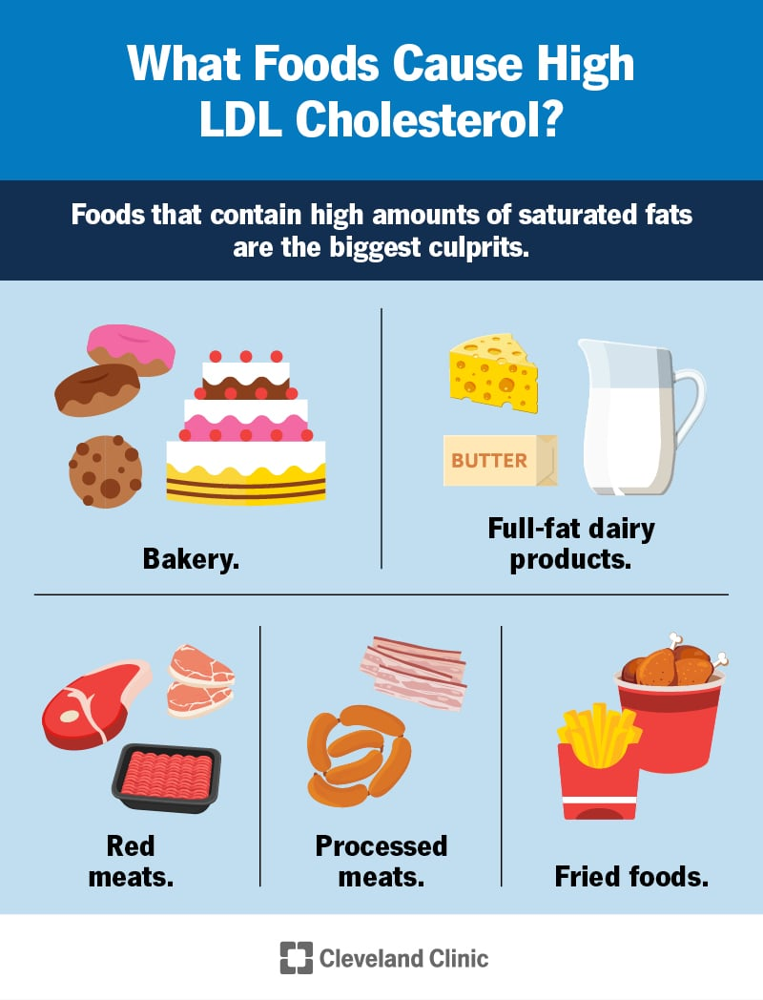 What Foods Cause High
LDL Cholesterol?
Foods that contain high amounts of saturated fats
are the biggest culprits.
BUTTER
Bakery.
Full-fat dairy
products.
Red
meats.
Processed
meats.
Fried foods.
Cleveland Clinic